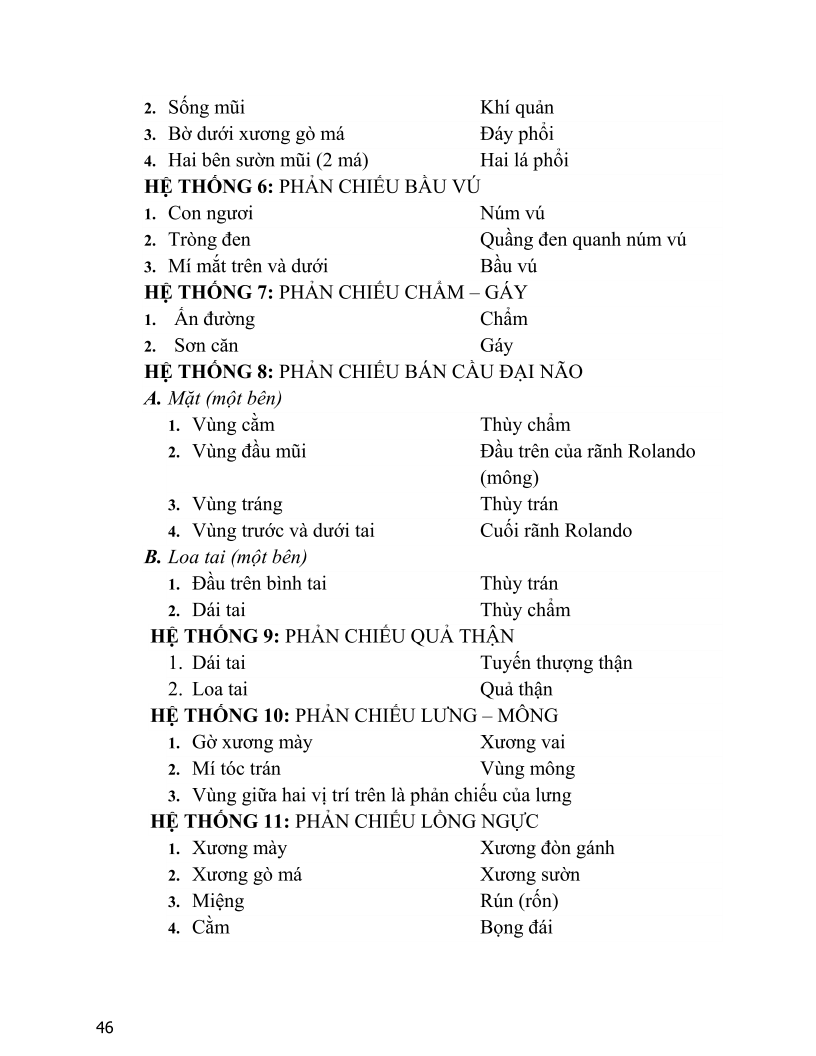 2. Sống mũi Khí quản
3. Bờ dưới xương gò má Đáy phổi
4. Hai bên sườn mũi (2 má) Hai lá phổi
HỆ THỐNG 6: PHẢN CHIẾU BẦU VÚ
1. Con ngươi Núm vú
2. Tròng đen Quầng đen quanh núm vú
3. Mí mắt trên và dưới Bầu vú
HỆ THỐNG 7: PHẢN CHIẾU CHẨM – GÁY
1. Ấn đường Chẩm
2. Sơn căn Gáy
HỆ THỐNG 8: PHẢN CHIẾU BÁN CẦU ĐẠI NÃO
A. Mặt (một bên)
1. Vùng cằm Thùy chẩm
2. Vùng đầu mũi Đầu trên của rãnh Rolando
(mông)
3. Vùng tráng Thùy trán
4. Vùng trước và dưới tai Cuối rãnh Rolando
B. Loa tai (một bên)
1. Đầu trên bình tai Thùy trán
2. Dái tai Thùy chẩm
HỆ THỐNG 9: PHẢN CHIẾU QUẢ THẬN
1. Dái tai Tuyến thượng thận
2. Loa tai Quả thận
HỆ THỐNG 10: PHẢN CHIẾU LƯNG – MÔNG
1. Gờ xương mày Xương vai
2. Mí tóc trán Vùng mông
3. Vùng giữa hai vị trí trên là phản chiếu của lưng
HỆ THỐNG 11: PHẢN CHIẾU LỒNG NGỰC
1. Xương mày Xương đòn gánh
2. Xương gò má Xương sườn
3. Miệng Rún (rốn)
4. Cằm Bọng đái
46